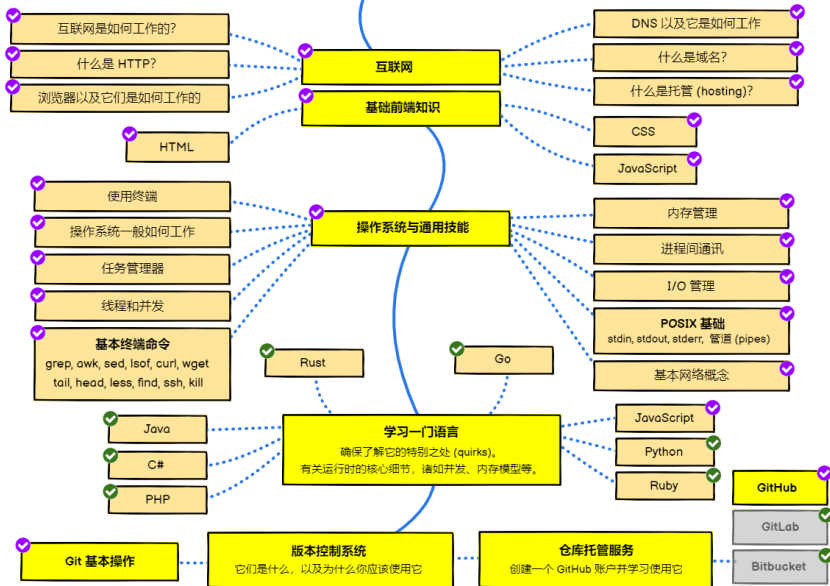 互联网是如何工作的？
什么是 HTTP？
浏览器以及它们是如何工作的
互联网
DNS 以及它是如何工作
什么是域名？
什么是托管 (hosting)？
基础前端知识
HTML
CSS
JavaScript
使用终端
操作系统一般如何工作
任务管理器
线程和并发
基本终端命令
grep, awk, sed, lsof, curl, wget
tail, head, less, find, ssh, kill
操作系统与通用技能
内存管理
进程间通讯
I/O 管理
POSIX 基础
stdin, stdout, stderr, 管道 (pipes)
基本网络概念
Rust
Go
Java
C#
PHP
学习一门语言
确保了解它的特别之处 (quirks)。
有关运行时的核心细节，诸如并发、内存模型等。
JavaScript
Python
Ruby
GitHub
GitLab
Bitbucket
Git 基本操作
版本控制系统
它们是什么，以及为什么你应该使用它
仓库托管服务
创建一个 GitHub 账户并学习使用它